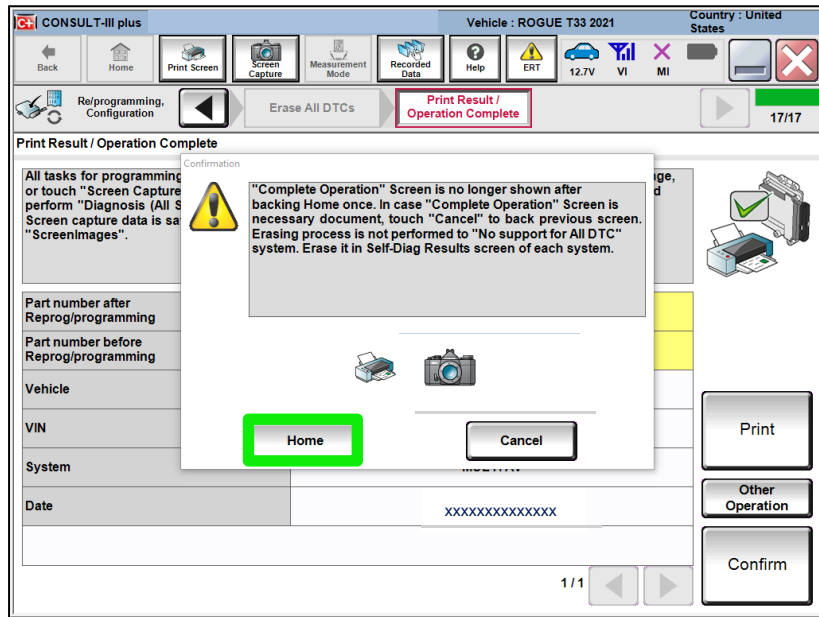 CONSULT-III plus
Vehicle : ROGUE T33 2021
Country : United
States
Back
Home
Print Screen
Screen
Capture
Measurement
Mode
Recorded
Data
Help
ERT
12.7V
VI
MI
Re/programming,
Configuration
Erase All DTCs
Print Result /
Operation Complete
17/17
Print Result / Operation Complete
All tasks for programming
or touch "Screen Capture
perform "Diagnosis (All S
Screen capture data is sa
"ScreenImages".
Confirmation
"Complete Operation" Screen is no longer shown after
backing Home once. In case "Complete Operation" Screen is
necessary document, touch "Cancel" to back previous screen.
Erasing process is not performed to "No support for All DTC"
system. Erase it in Self-Diag Results screen of each system.
Home
Cancel
Part number after
Reprog/programming
Part number before
Reprog/programming
Vehicle
VIN
System
Date
XXXXXXXXXXXXXX
1/1
Print
Other
Operation
Confirm